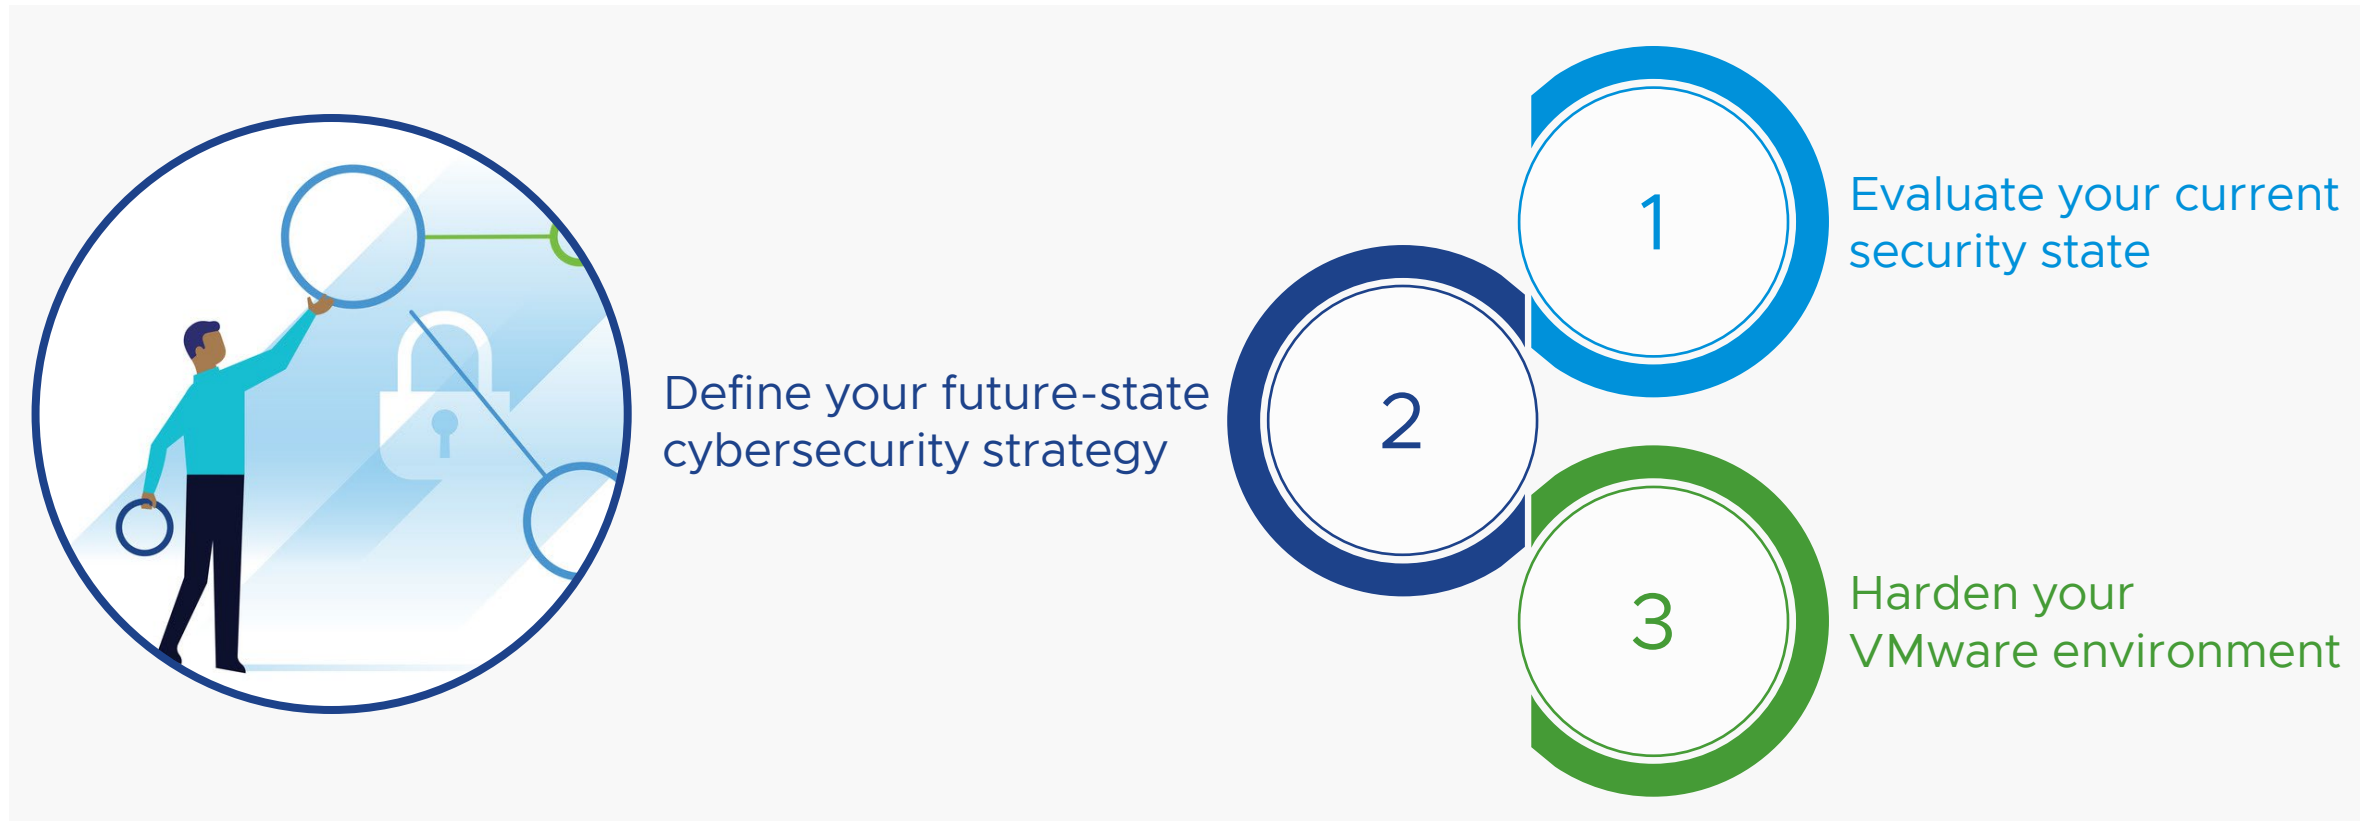 1
Evaluate your current
security state
2
Define your future-state
cybersecurity strategy
3
Harden your
VMware environment